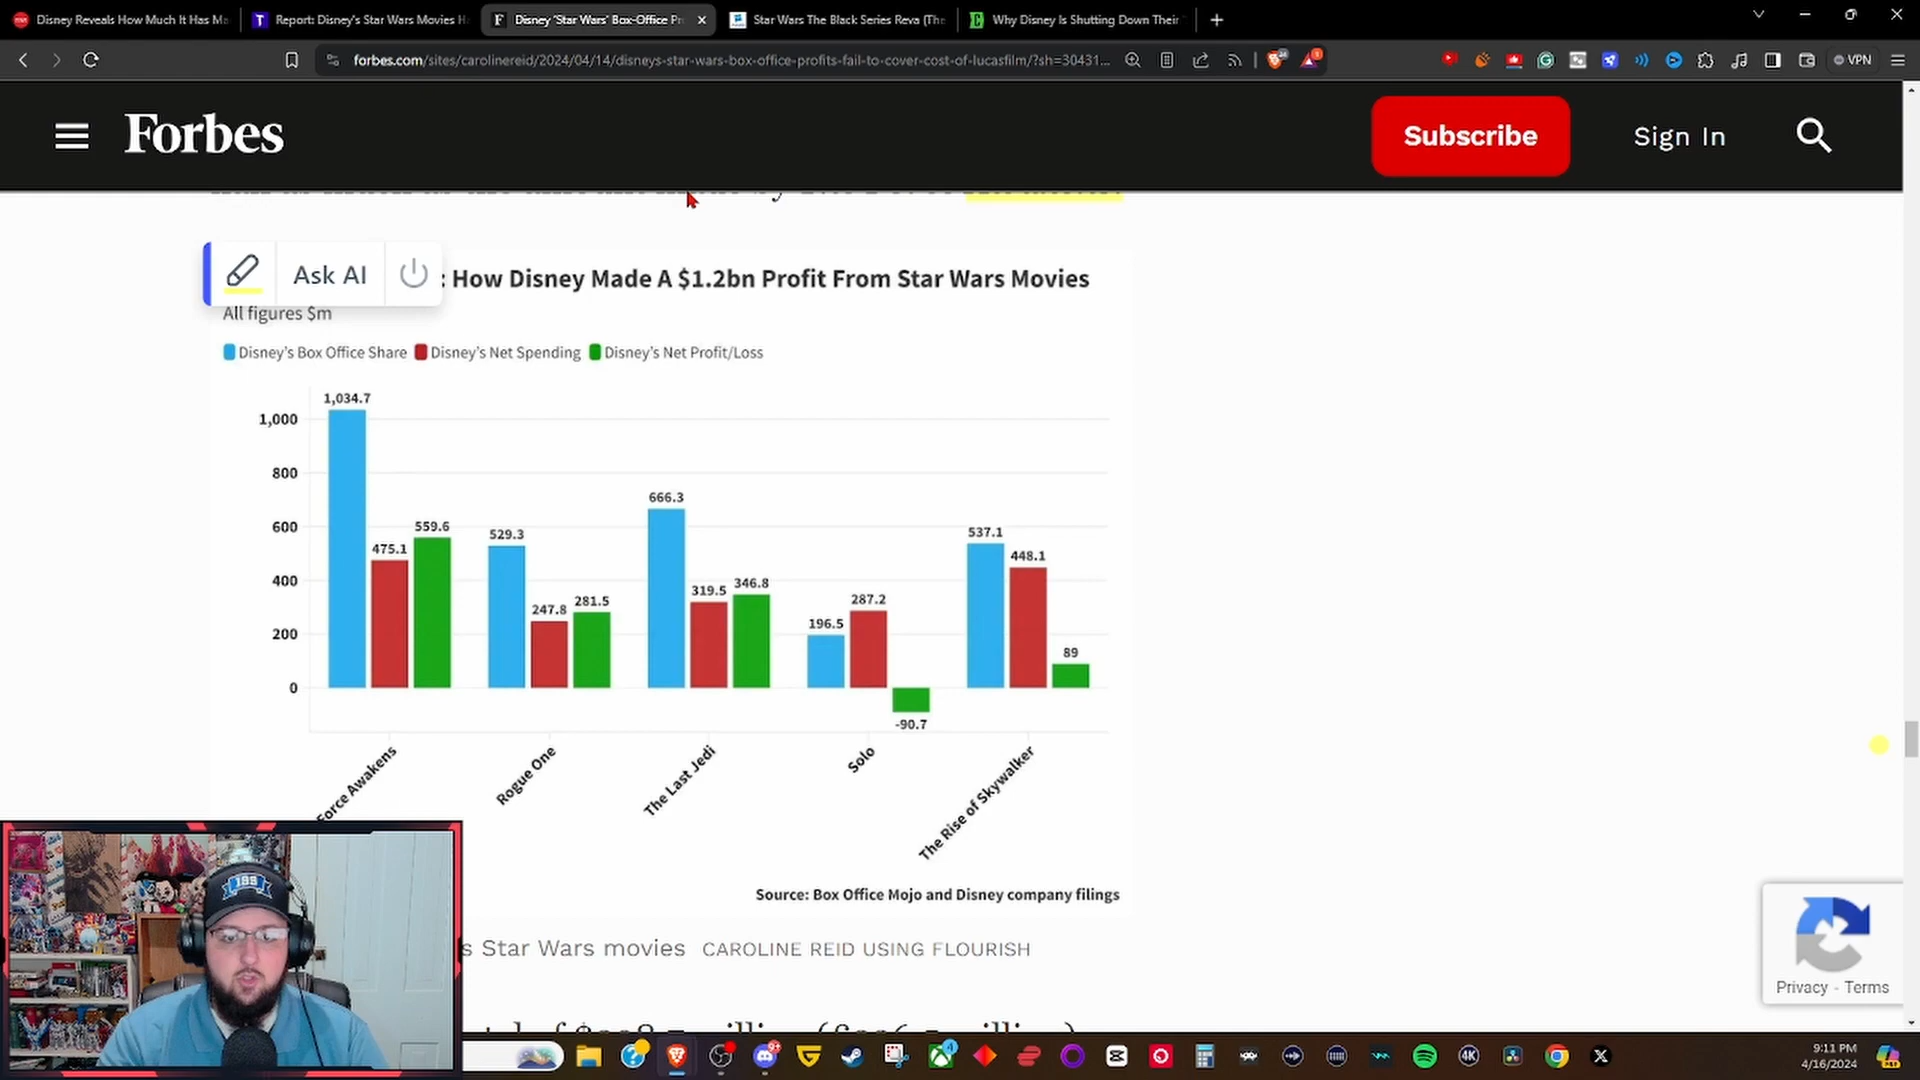 Disney Reveals How Much It Has Ma
Report: Disney's Star Wars Movies H
Disney 'Star Wars' Box-Office Pr
Star Wars The Black Series Reva (The
Why Disney Is Shutting Down Their
forbes.com/sites/carolinereid/2024/04/14/disneys-star-wars-box-office-profits-fail-to-cover-cost-of-lucasfilm/?sh=30431...
VPN
Forbes
Subscribe
Sign In
Ask AI
: How Disney Made A $1.2bn Profit From Star Wars Movies
All figures $m
Disney's Box Office Share
Disney's Net Spending
Disney's Net Profit/Loss
1,000
800
600
400
200
0
1,034.7
475.1
559.6
529.3
247.8
281.5
666.3
319.5
346.8
196.5
287.2
-90.7
537.1
448.1
89
Force Awakens
Rogue One
The Last Jedi
Solo
The Rise of Skywalker
Source: Box Office Mojo and Disney company filings
s Star Wars movies CAROLINE REID USING FLOURISH
Privacy - Terms
9:11 PM
4/16/2024